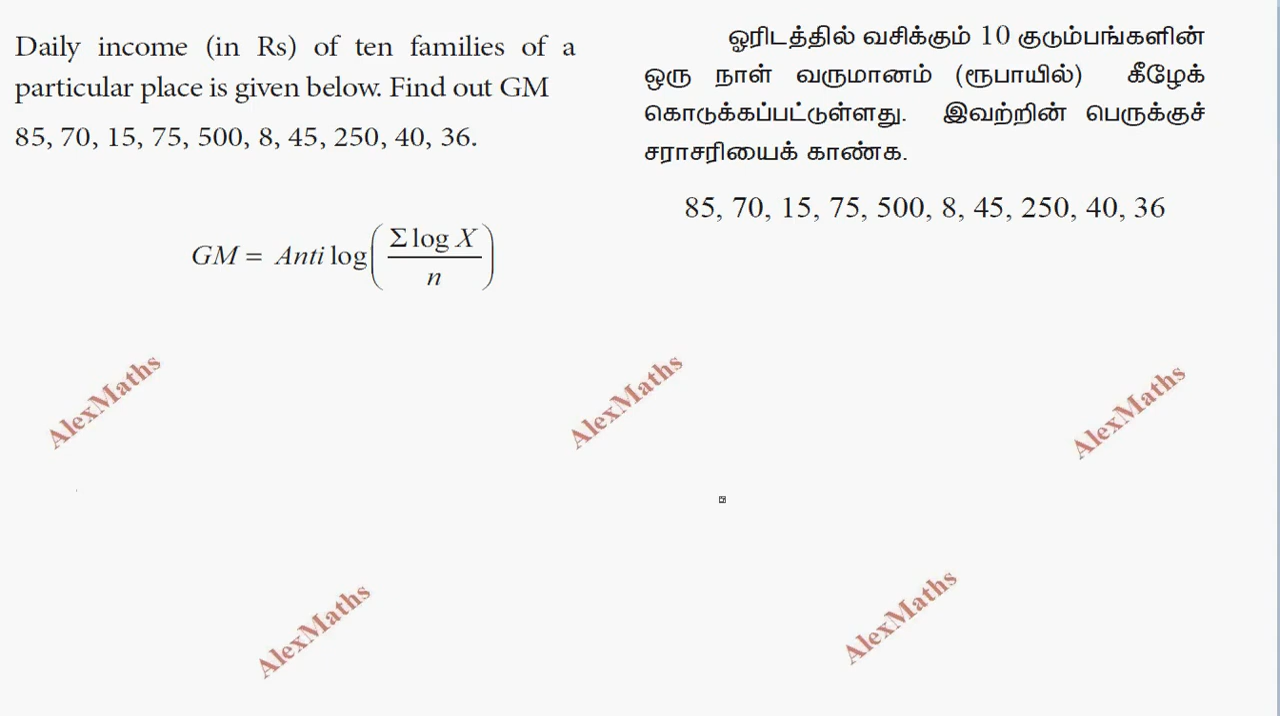 Daily income (in Rs) of ten families of a
particular place is given below. Find out GM
85, 70, 15, 75, 500, 8, 45, 250, 40, 36.
GM = Anti log(Σ log X / n)
ஓரிடத்தில் வசிக்கும் 10 குடும்பங்களின்
ஒரு நாள் வருமானம் (ரூபாயில்) கீழேக்
கொடுக்கப்பட்டுள்ளது. இவற்றின் பெருக்குச்
சராசரியைக் காண்க.
85, 70, 15, 75, 500, 8, 45, 250, 40, 36
AlexMaths
AlexMaths
AlexMaths
AlexMaths
AlexMaths